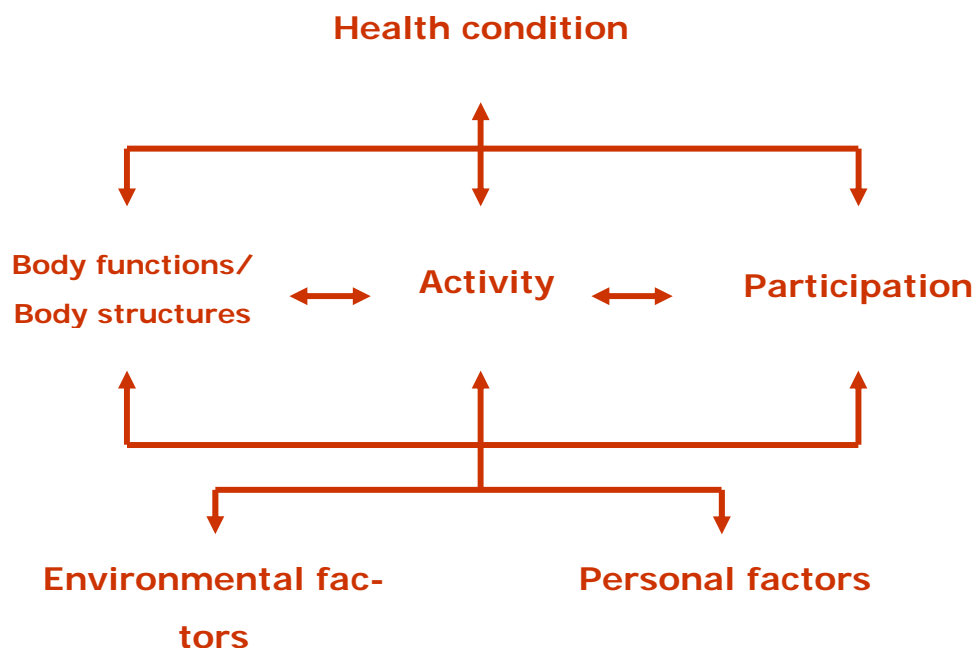 Health condition
Body functions/
Body structures
Activity
Participation
Environmental fac-
tors
Personal factors